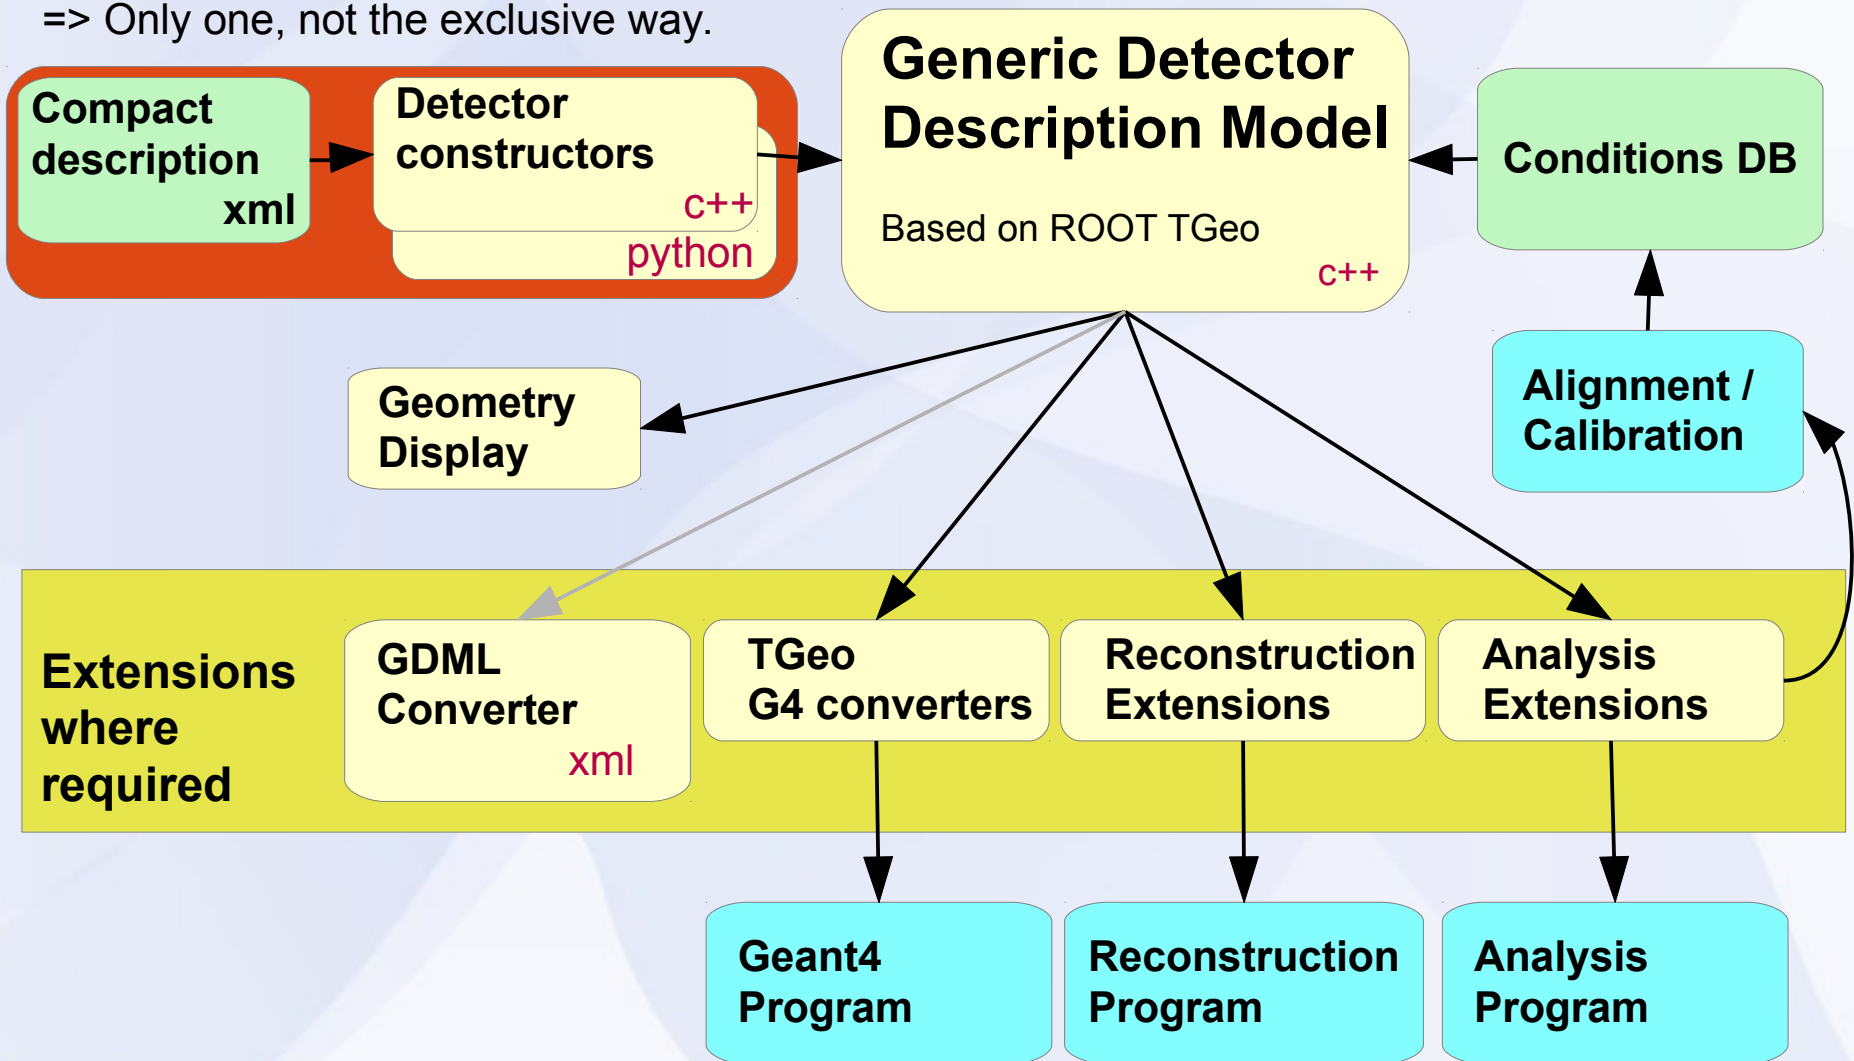 => Only one, not the exclusive way.
Compact
description
xml
Detector
constructors
c++
python
Generic Detector
Description Model
Based on ROOT TGeo
c++
Conditions DB
Geometry
Display
Alignment /
Calibration
Extensions
where
required
GDML
Converter
xml
TGeo
G4 converters
Reconstruction
Extensions
Analysis
Extensions
Geant4
Program
Reconstruction
Program
Analysis
Program